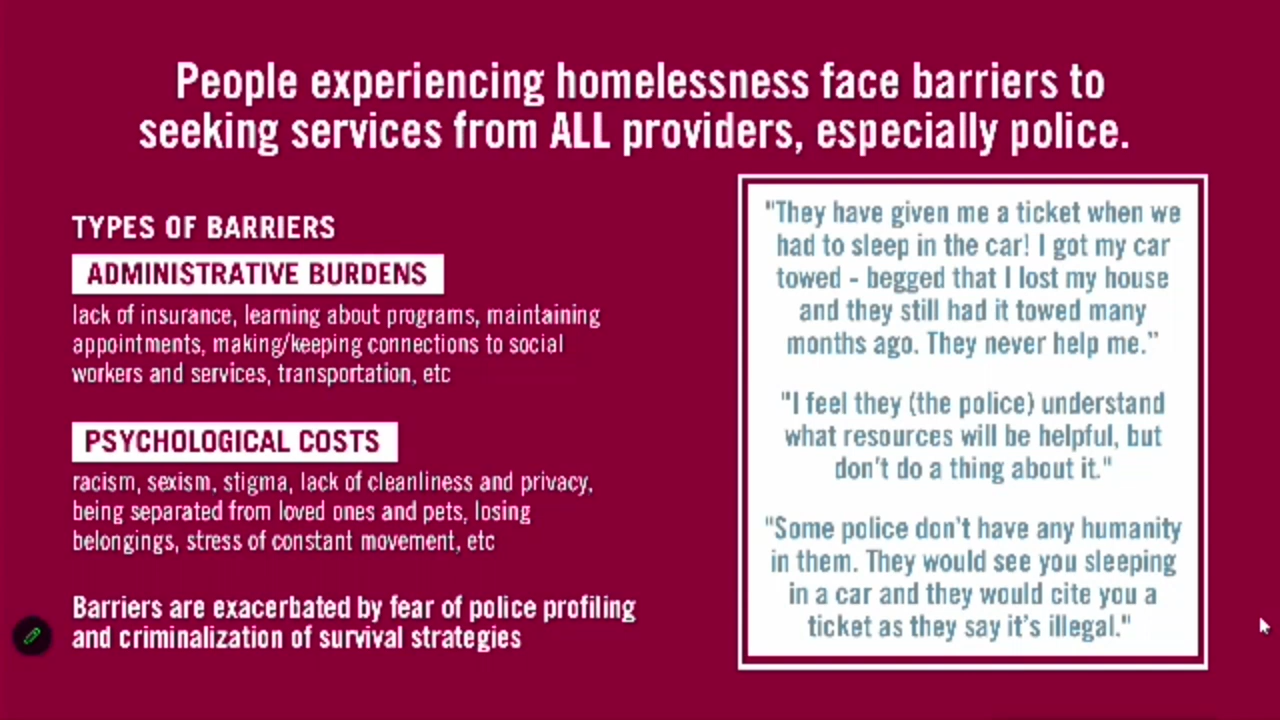 People experiencing homelessness face barriers to
seeking services from ALL providers, especially police.
TYPES OF BARRIERS
ADMINISTRATIVE BURDENS
lack of insurance, learning about programs, maintaining
appointments, making/keeping connections to social
workers and services, transportation, etc
PSYCHOLOGICAL COSTS
racism, sexism, stigma, lack of cleanliness and privacy,
being separated from loved ones and pets, losing
belongings, stress of constant movement, etc
Barriers are exacerbated by fear of police profiling
and criminalization of survival strategies
"They have given me a ticket when we
had to sleep in the car! I got my car
towed - begged that I lost my house
and they still had it towed many
months ago. They never help me.”
"I feel they (the police) understand
what resources will be helpful, but
don't do a thing about it."
"Some police don’t have any humanity
in them. They would see you sleeping
in a car and they would cite you a
ticket as they say it’s illegal."